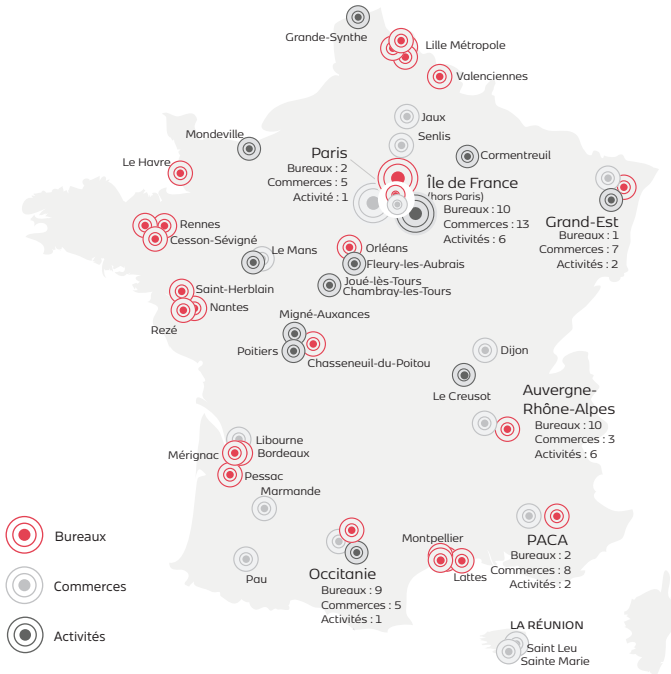 Grande-Synthe
Lille Métropole
Valenciennes
Jaux
Senlis
Mondeville
Cormentreuil
Le Havre
Paris
Bureaux : 2
Commerces : 5
Activité : 1
Île de France
(hors Paris)
Bureaux : 10
Commerces : 13
Activités : 6
Grand-Est
Bureaux : 1
Commerces : 7
Activités : 2
Rennes
Cesson-Sévigné
Le Mans
Orléans
Fleury-les-Aubrais
Joué-lès-Tours
Chambray-les-Tours
Saint-Herblain
Nantes
Rezé
Migné-Auxances
Poitiers
Chasseneuil-du-Poitou
Dijon
Le Creusot
Auvergne-
Rhône-Alpes
Bureaux : 10
Commerces : 3
Activités : 6
Libourne
Bordeaux
Mérignac
Pessac
Marmande
Pau
Occitanie
Bureaux : 9
Commerces : 5
Activités : 1
Montpellier
Lattes
PACA
Bureaux : 2
Commerces : 8
Activités : 2
LA RÉUNION
Saint Leu
Sainte Marie
Bureaux
Commerces
Activités